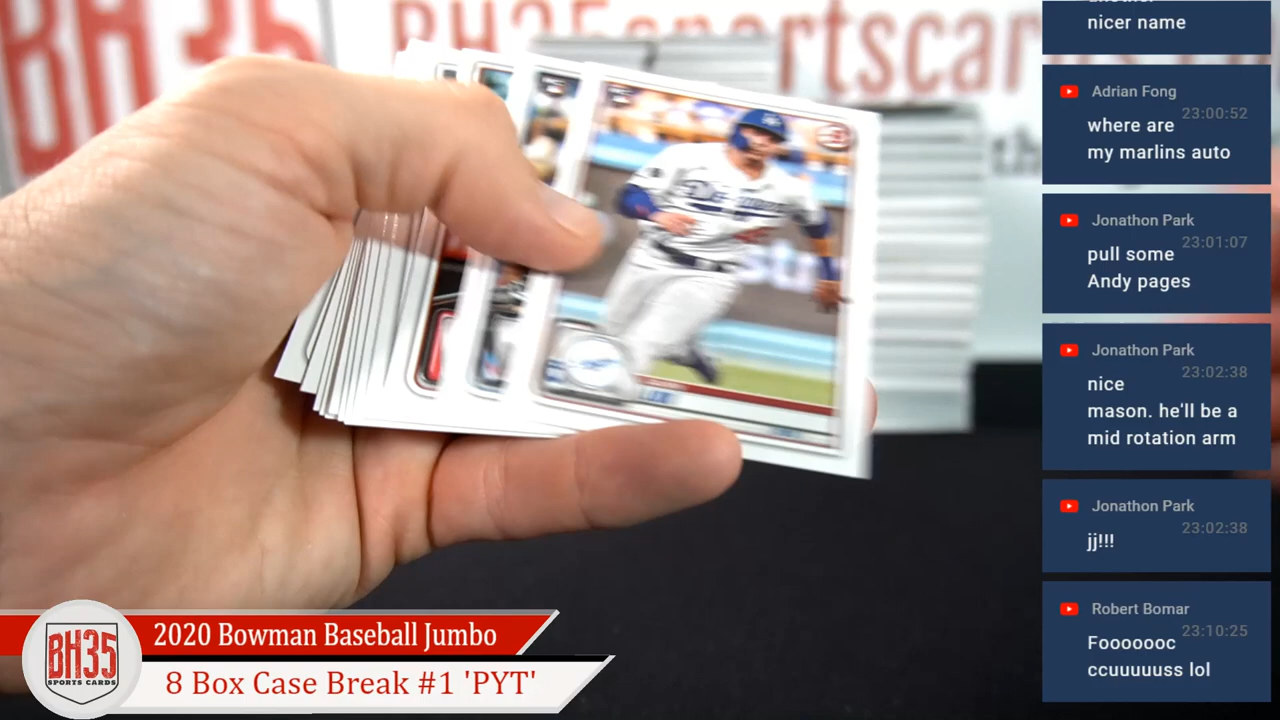 BH35sportscar
nicer name
Adrian Fong
23:00:52
where are
my marlins auto
Jonathon Park
23:01:07
pull some
Andy pages
Jonathon Park
23:02:38
nice
mason. he'll be a
mid rotation arm
Jonathon Park
23:02:38
jj!!!
Robert Bomar
23:10:25
Fooooooc
ccuuuuuss lol
BH35
SPORTS CARDS
2020 Bowman Baseball Jumbo
8 Box Case Break #1 'PYT'